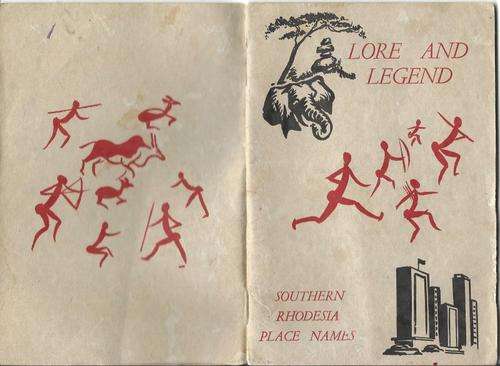 LORE AND
LEGEND
SOUTHERN
RHODESIA
PLACE NAMES